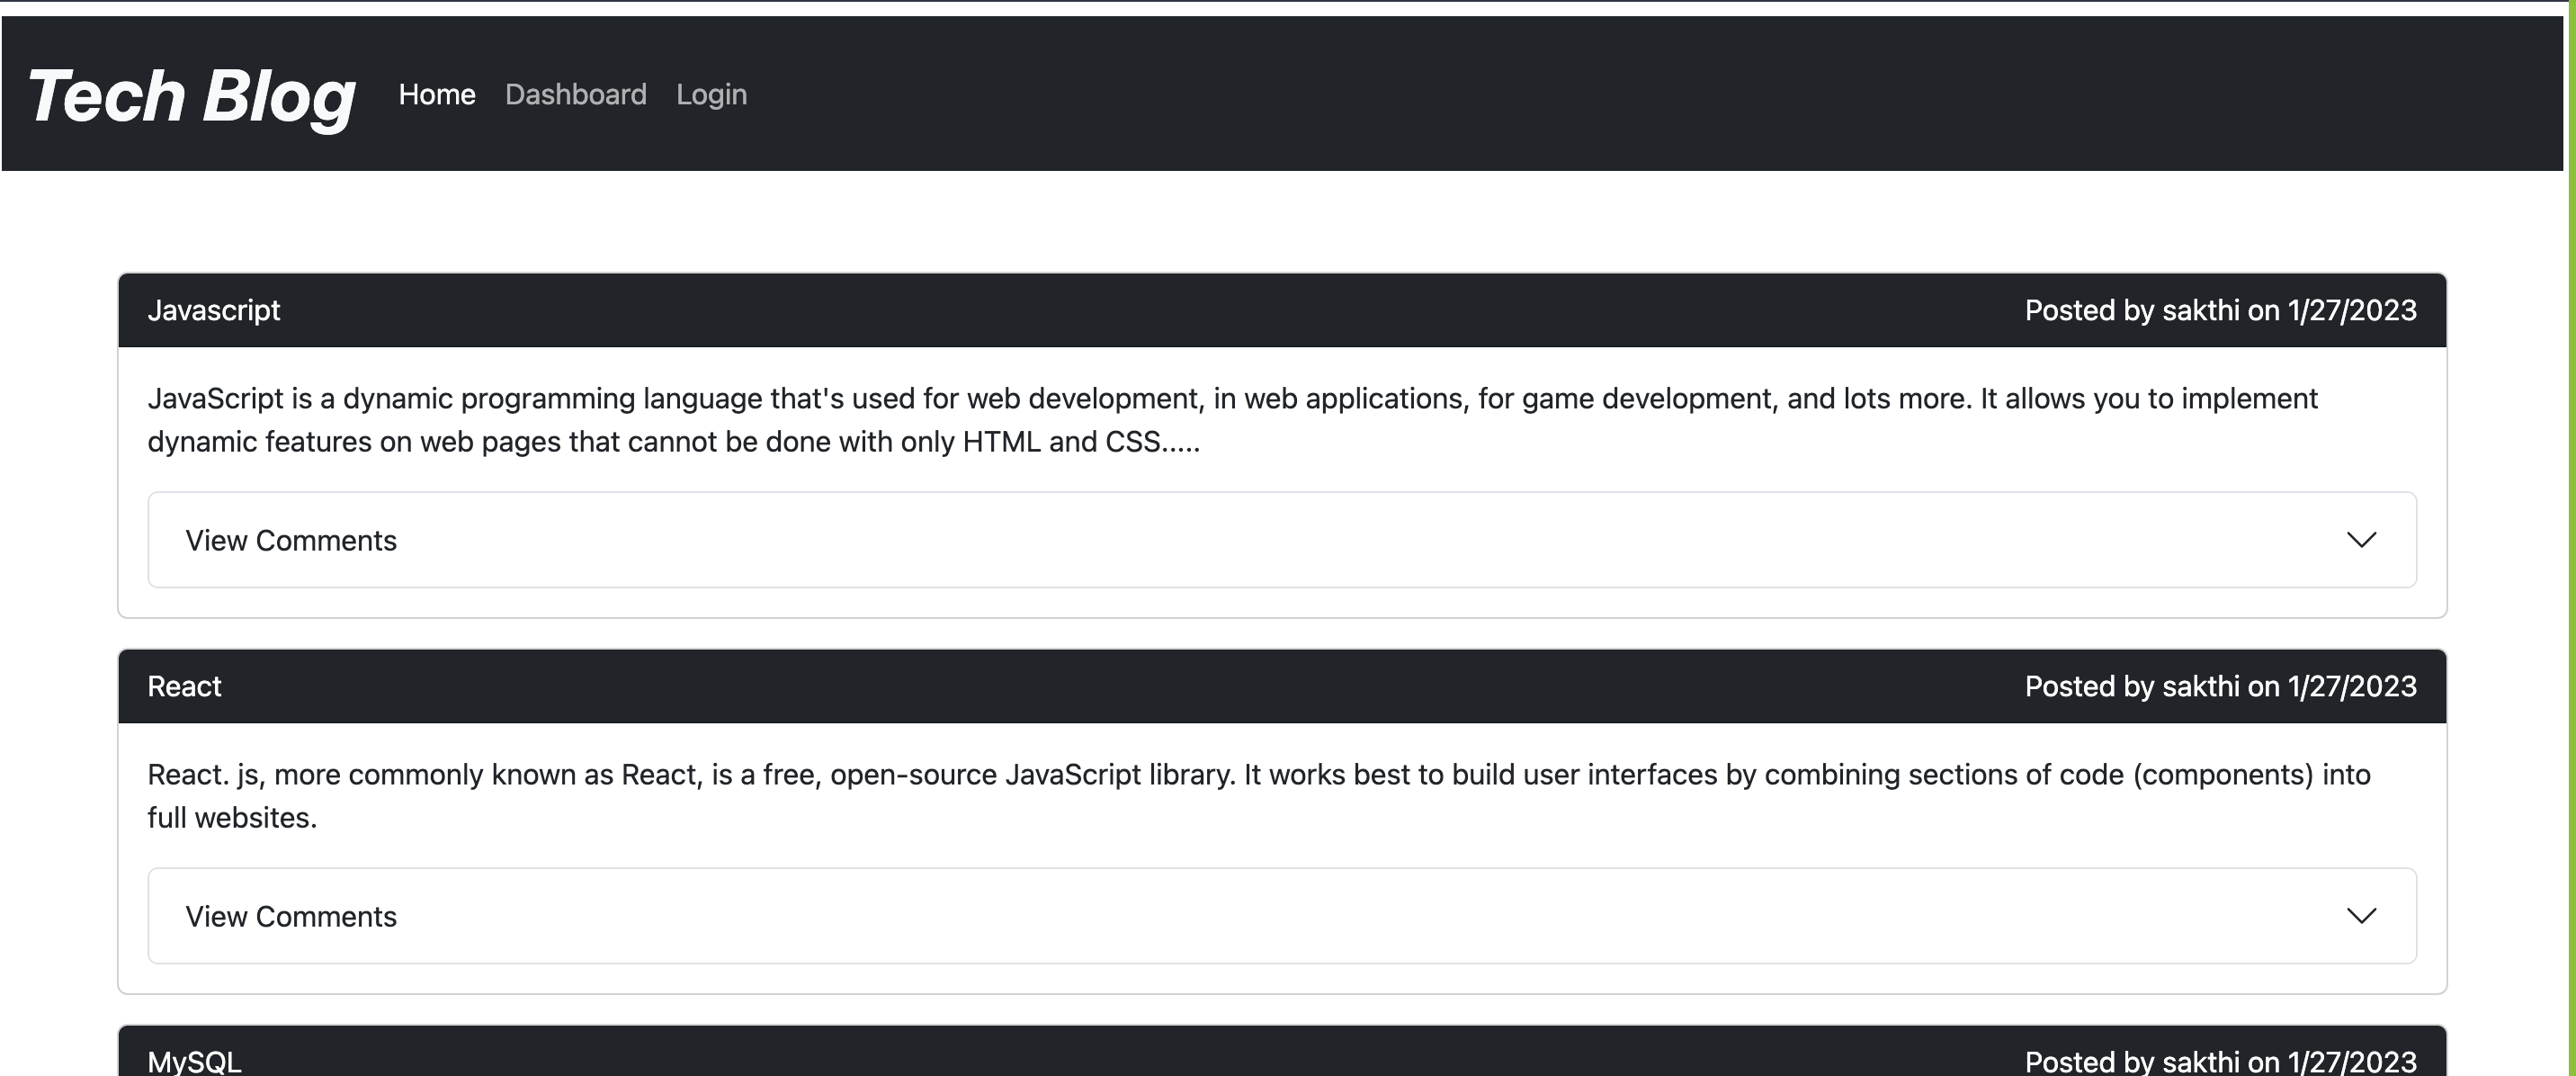 Tech Blog Home Dashboard Login
Javascript Posted by sakthi on 1/27/2023
JavaScript is a dynamic programming language that's used for web development, in web applications, for game development, and lots more. It allows you to implement
dynamic features on web pages that cannot be done with only HTML and CSS.....
View Comments
React Posted by sakthi on 1/27/2023
React. js, more commonly known as React, is a free, open-source JavaScript library. It works best to build user interfaces by combining sections of code (components) into
full websites.
View Comments
MySQL Posted by sakthi on 1/27/2023